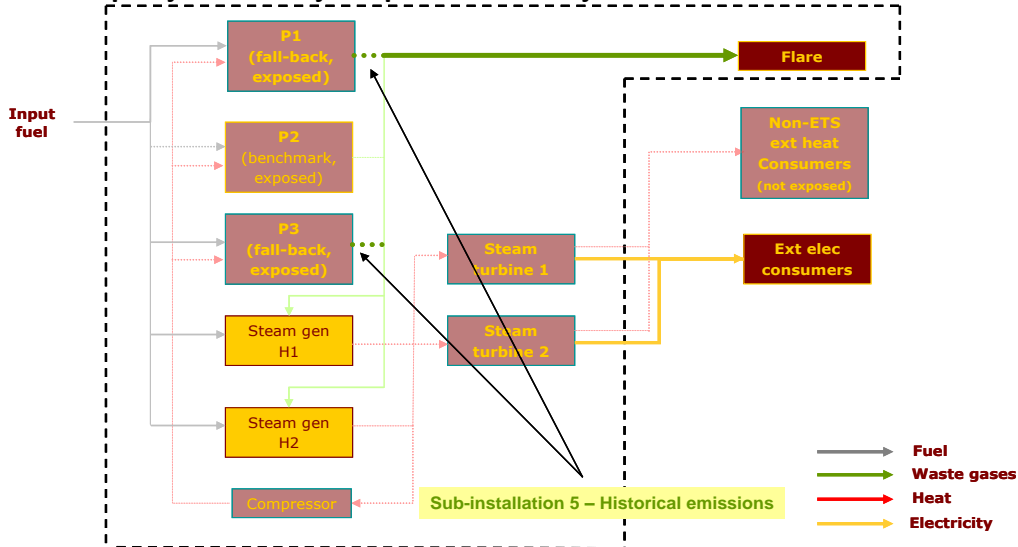 P1
(fall-back,
exposed)
Flare
Input
fuel
P2
(benchmark,
exposed)
Non-ETS
ext heat
Consumers
(not exposed)
P3
(fall-back,
exposed)
Steam
turbine 1
Ext elec
consumers
Steam gen
H1
Steam
turbine 2
Steam gen
H2
Compressor
Sub-installation 5 – Historical emissions
Fuel
Waste gases
Heat
Electricity